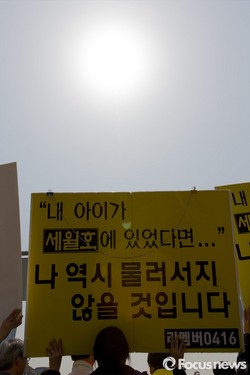 "내 아이가
세월호에 있었다면..."
나 역시 물러서지
않을 것입니다
리멤버0416
Focusnews